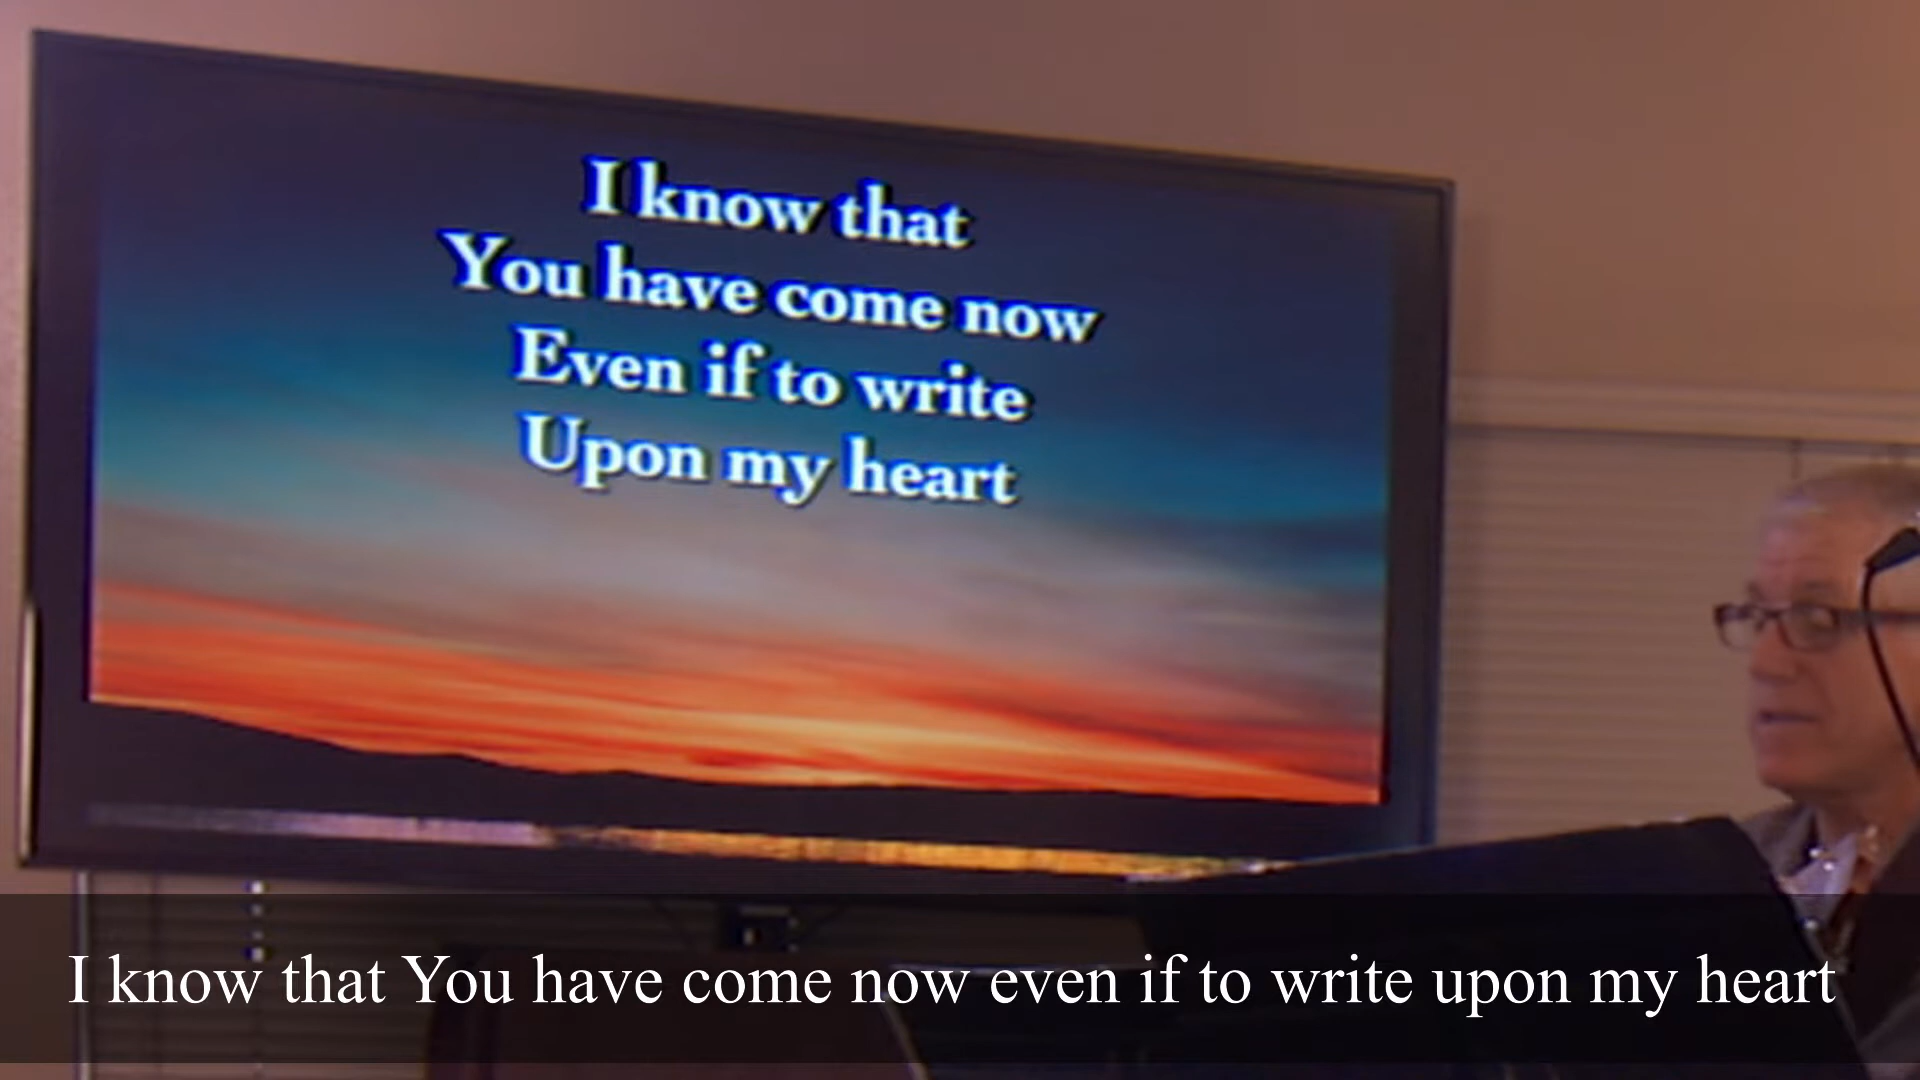 I know that
You have come now
Even if to write
Upon my heart
I know that You have come now even if to write upon my heart